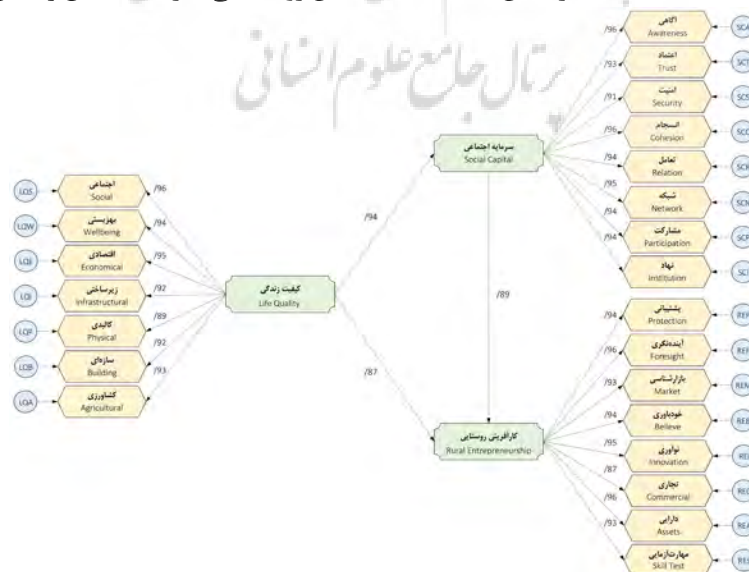 پرتال جامع علوم انسانی
آگاهی
Awareness
اعتماد
Trust
امنیت
Security
انسجام
Cohesion
تعامل
Relation
شبکه
Network
مشارکت
Participation
نهاد
Institution
/96
/93
/91
/96
/94
/95
/94
/94
سرمایه اجتماعی
Social Capital
اجتماعی
Social
بهزیستی
Wellbeing
اقتصادی
Economical
زیرساختی
Infrastructural
کالبدی
Physical
سازه‌ای
Building
کشاورزی
Agricultural
LQS
LQW
LQE
LQI
LQP
LQB
LQA
/96
/94
/95
/92
/89
/92
/93
کیفیت زندگی
Life Quality
/94
/89
/87
کارآفرینی روستایی
Rural Entrepreneurship
پشتیبانی
Protection
آینده‌نگری
Foresight
بازارشناسی
Market
خودباوری
Believe
نوآوری
Innovation
تجاری
Commercial
دارایی
Assets
مهارت‌آزمایی
Skill Test
/94
/96
/93
/94
/95
/87
/96
/93